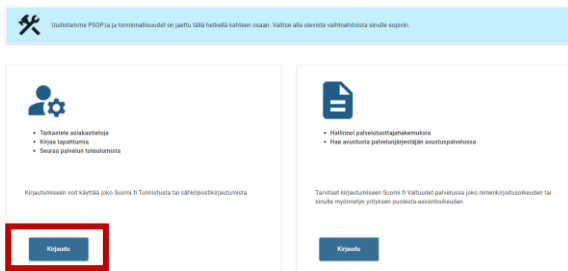 Uudistamme PSOP:ia ja toiminnallisuudet on jaettu tällä hetkellä kahteen osaan. Valitse alla olevista vaihtoehdoista sinulle sopivin.
• Tarkastele asiakastietoja
• Kirjaa tapahtumia
• Seuraa palvelun toteutumista
Kirjautumiseen voit käyttää joko Suomi.fi Tunnistusta tai sähköpostikirjautumista.
Kirjaudu
• Hallinnoi palvelutuottajahakemuksia
• Hae avustusta palvelunjärjestäjän avustuspalvelussa
Tarvitset kirjautumiseen Suomi.fi Valtuudet-palvelussa joko nimenkirjoitusoikeuden tai
sinulle myönnetyn yrityksen puolesta-asiointioikeuden.
Kirjaudu